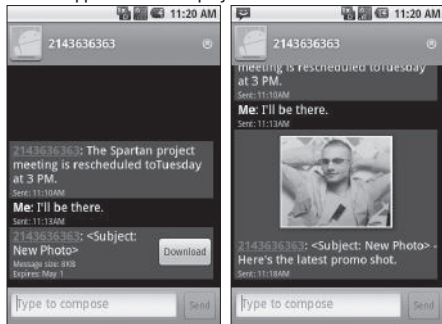 11:20 AM
2143636363
2143636363: The Spartan project
meeting is rescheduled toTuesday
at 3 PM.
Sent: 11:10AM
Me: I'll be there.
Sent: 11:13AM
2143636363: <Subject:
New Photo>
Message size: 8KB
Expires: May 1
Download
Type to compose
Send
11:20 AM
2143636363
meeting is rescheduled toTuesday
at 3 PM.
Sent: 11:10AM
Me: I'll be there.
Sent: 11:13AM
2143636363: <Subject: New Photo> -
Here's the latest promo shot.
Sent: 11:18AM
Type to compose
Send